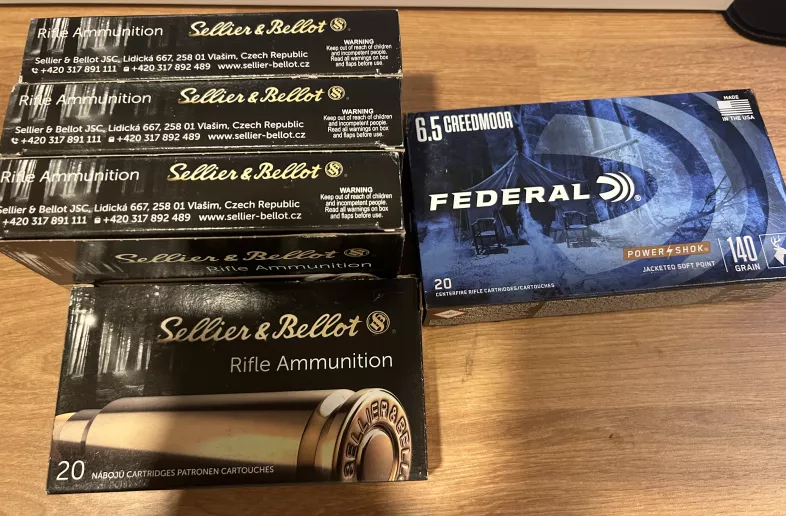 Rifle Ammunition Sellier & Bellot SB
WARNING
Keep out of reach of children
and incompetent people.
Read all warnings on box
and flaps before use.
Sellier & Bellot JSC, Lidická 667, 258 01 Vlašim, Czech Republic
+420 317 891 111 +420 317 892 489 www.sellier-bellot.cz
Rifle Ammunition Sellier & Bellot SB
WARNING
Keep out of reach of children
and incompetent people.
Read all warnings on box
and flaps before use.
Sellier & Bellot JSC, Lidická 667, 258 01 Vlašim, Czech Republic
+420 317 891 111 +420 317 892 489 www.sellier-bellot.cz
Rifle Ammunition Sellier & Bellot SB
WARNING
Keep out of reach of children
and incompetent people.
Read all warnings on box
and flaps before use.
Sellier & Bellot JSC, Lidická 667, 258 01 Vlašim, Czech Republic
+420 317 891 111 +420 317 892 489 www.sellier-bellot.cz
Sellier & Bellot
Rifle Ammunition
Sellier & Bellot SB®
Rifle Ammunition
SELLIER & BELL
20 NÁBOJŮ CARTRIDGES PATRONEN CARTOUCHES
6.5 CREEDMOOR
MADE
IN THE USA
FEDERAL®
POWER SHOK®
JACKETED SOFT POINT
140
GRAIN
20
CENTERFIRE RIFLE CARTRIDGES/CARTOUCHES